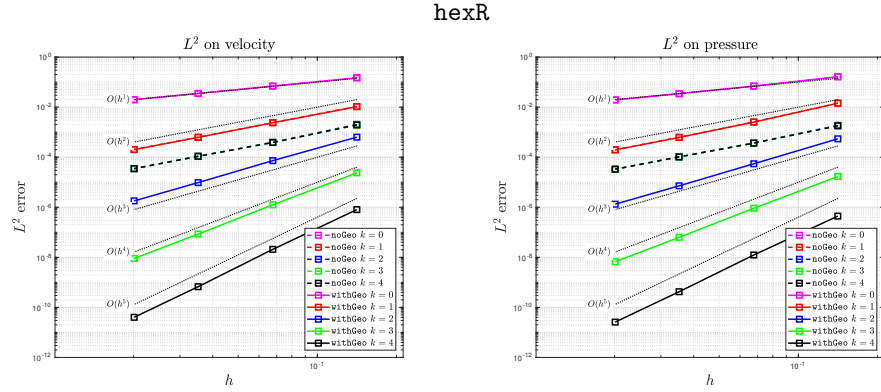 hexR
L² on velocity
10⁰
10⁻²
10⁻⁴
10⁻⁶
10⁻⁸
10⁻¹⁰
10⁻¹²
L² error
O(h¹)
O(h²)
O(h³)
O(h⁴)
O(h⁵)
noGeo k = 0
noGeo k = 1
noGeo k = 2
noGeo k = 3
noGeo k = 4
withGeo k = 0
withGeo k = 1
withGeo k = 2
withGeo k = 3
withGeo k = 4
10⁻¹
h
L² on pressure
10⁰
10⁻²
10⁻⁴
10⁻⁶
10⁻⁸
10⁻¹⁰
10⁻¹²
L² error
O(h¹)
O(h²)
O(h³)
O(h⁴)
O(h⁵)
noGeo k = 0
noGeo k = 1
noGeo k = 2
noGeo k = 3
noGeo k = 4
withGeo k = 0
withGeo k = 1
withGeo k = 2
withGeo k = 3
withGeo k = 4
10⁻¹
h